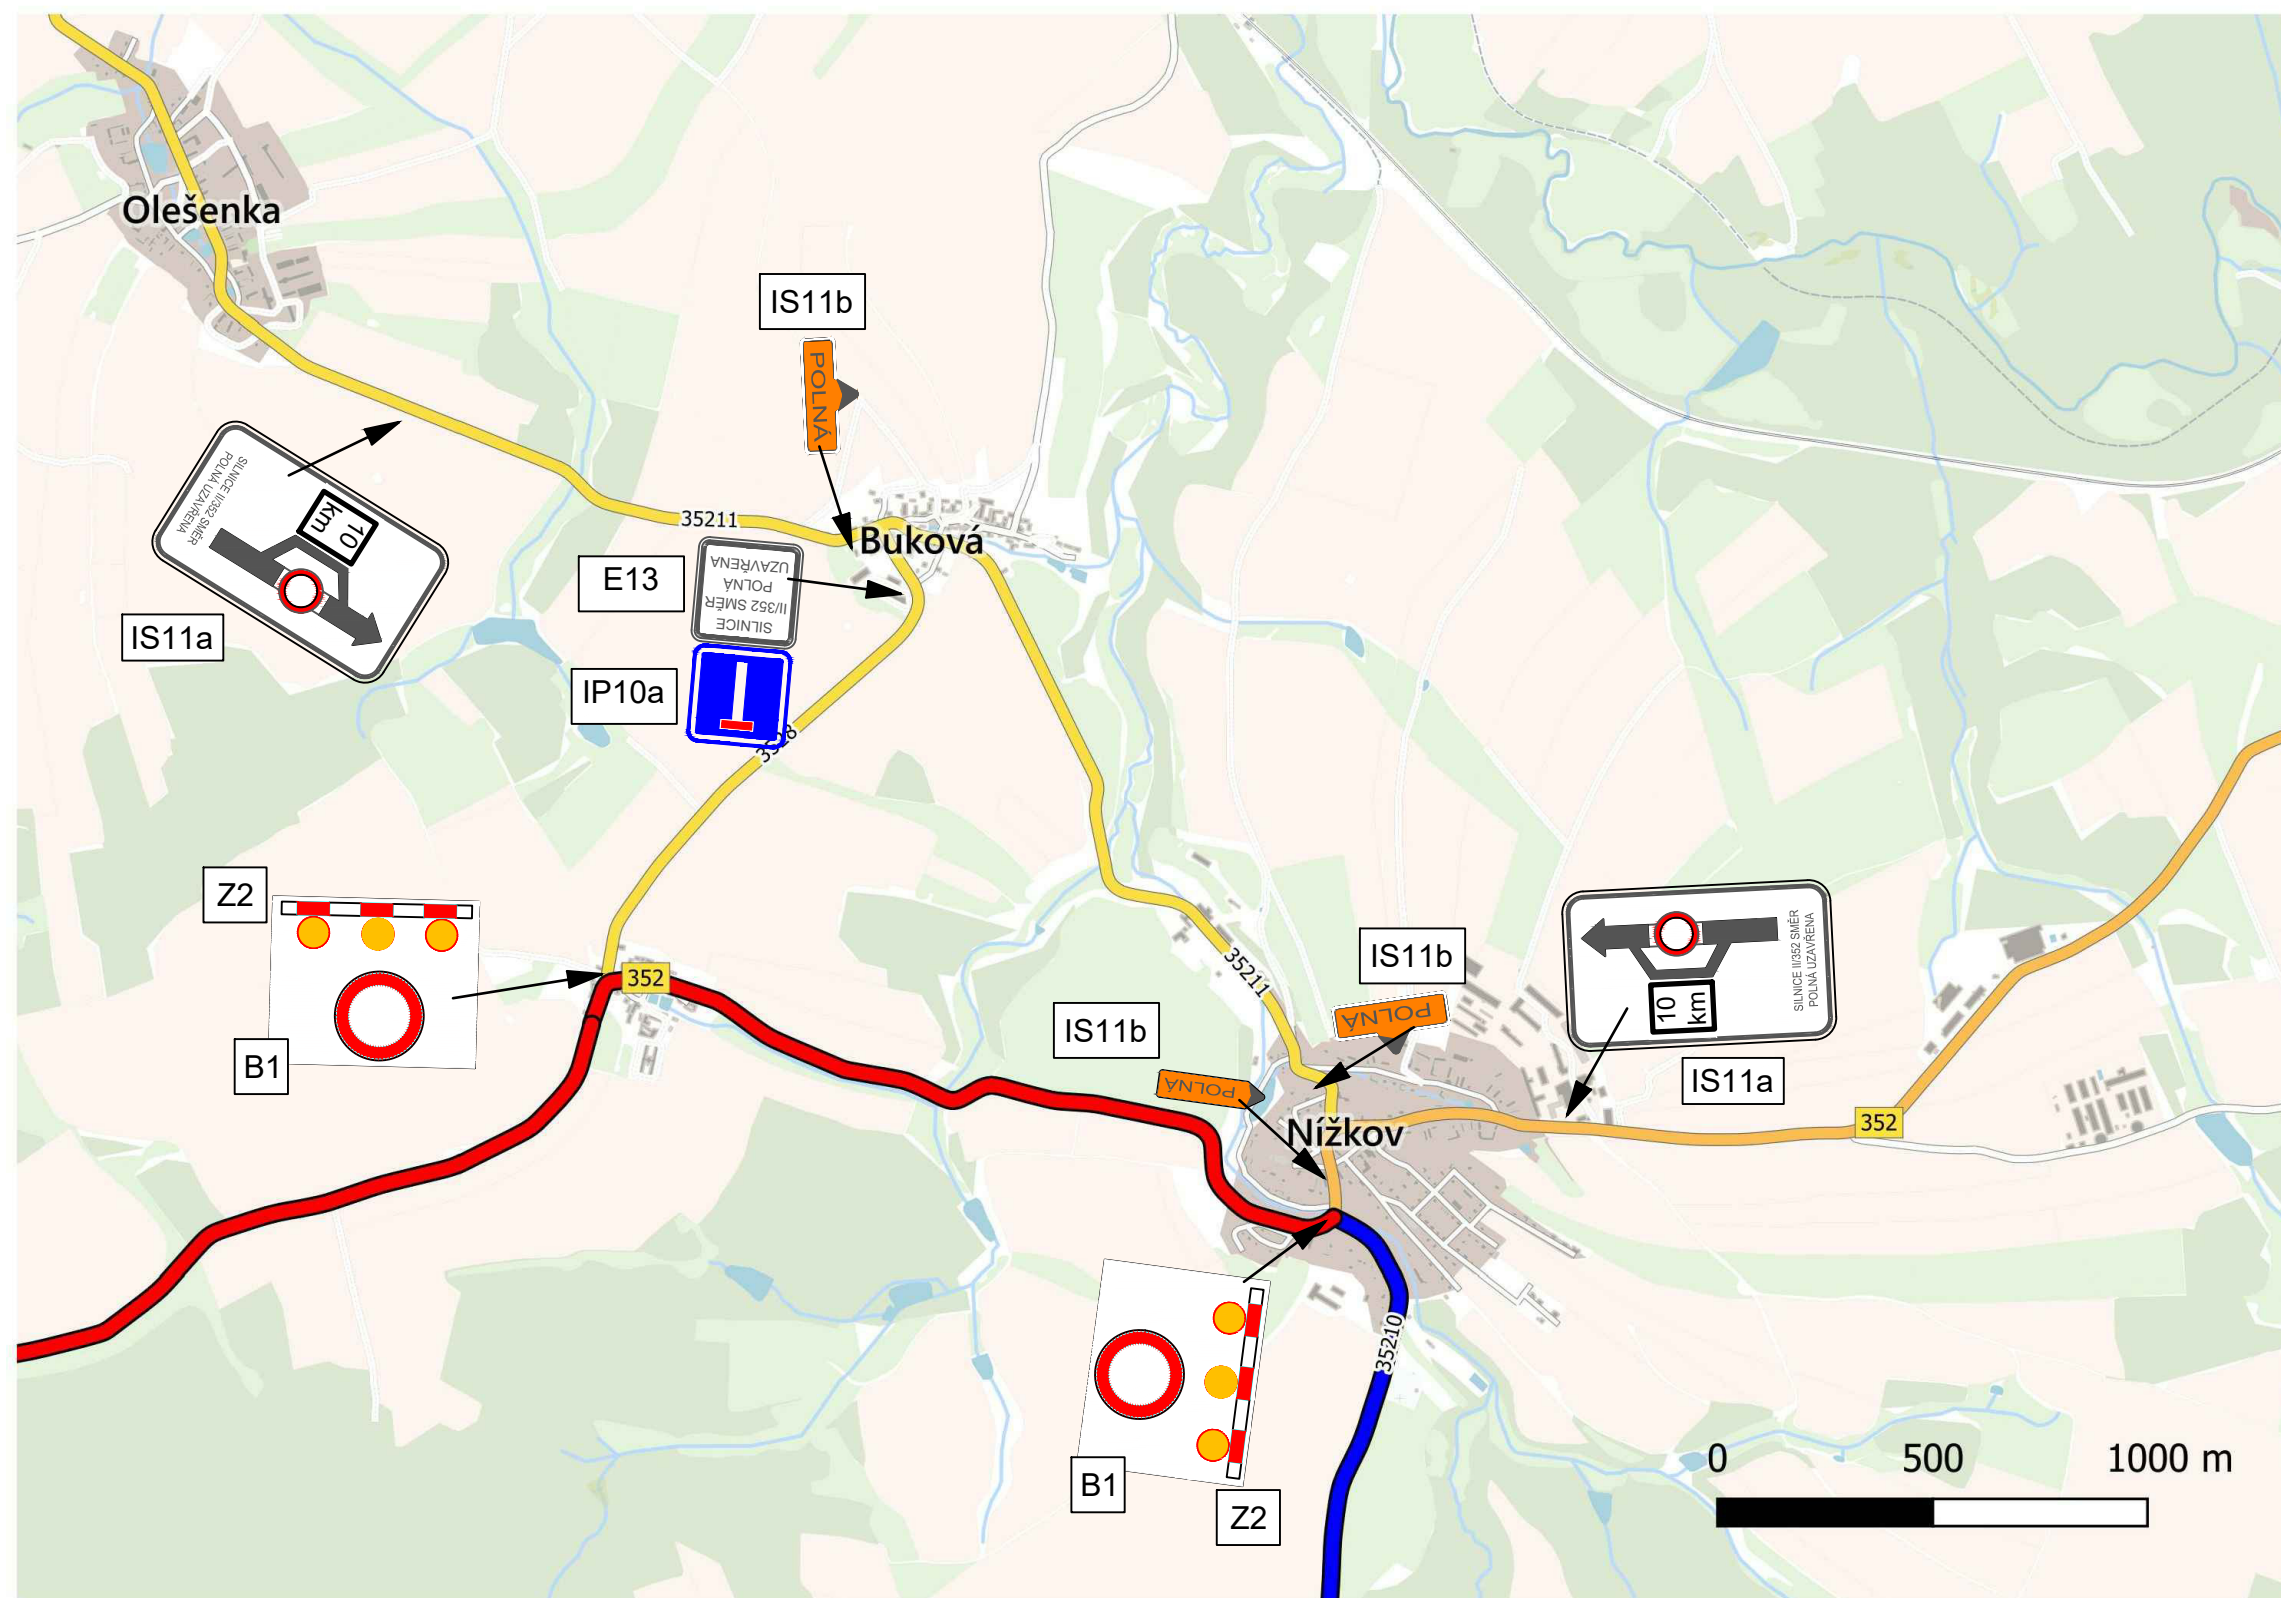 Olešenka
IS11b
POLNÁ
35211
Buková
SILNICE II/352 SMĚR
POLNÁ UZAVŘENA
10
km
IS11a
E13
SILNICE
II/352 SMĚR
POLNÁ
UZAVŘENA
IP10a
3528
Z2
B1
352
35211
IS11b
POLNÁ
IS11b
POLNÁ
Nížkov
SILNICE II/352 SMĚR
POLNÁ UZAVŘENA
10
km
IS11a
352
35210
B1
Z2
0 500 1000 m